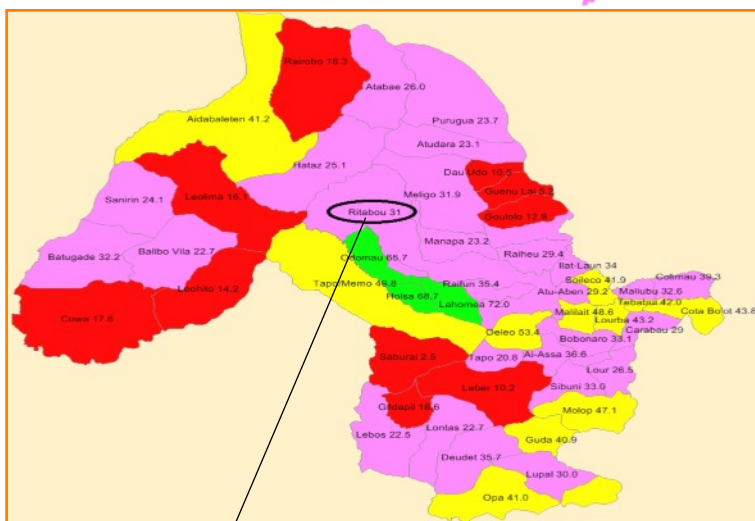 Rairobo 18.3
Atabae 26.0
Aidabaleten 41.2
Purugua 23.7
Atudara 23.1
Hataz 25.1
Dau Udo 10.5
Leolima 16.1
Meligo 31.9
Guenu Lai 5.2
Sanirin 24.1
Ritabou 31
Goulolo 12.9
Manapa 23.2
Balibo Vila 22.7
Batugade 32.2
Odomau 65.7
Raiheu 29.4
Ilat-Laun 34
Leohito 14.2
Tapo/Memo 49.8
Raifun 35.4
Soileco 41.9
Colimau 39.3
Holsa 68.7
Atu-Aben 29.2
Maliubu 32.6
Lahomea 72.0
Tebabui 42.0
Cowa 17.6
Malilait 48.6
Cota Bo'ot 43.8
Lourba 43.2
Oeleo 53.4
Carabau 29
Bobonaro 33.1
Saburai 2.5
Tapo 20.8
Ai-Assa 36.6
Lour 26.5
Leber 10.2
Sibuni 33.0
Gildapil 18.6
Molop 47.1
Lebos 22.5
Lontas 22.7
Guda 40.9
Deudet 35.7
Lupal 30.0
Opa 41.0